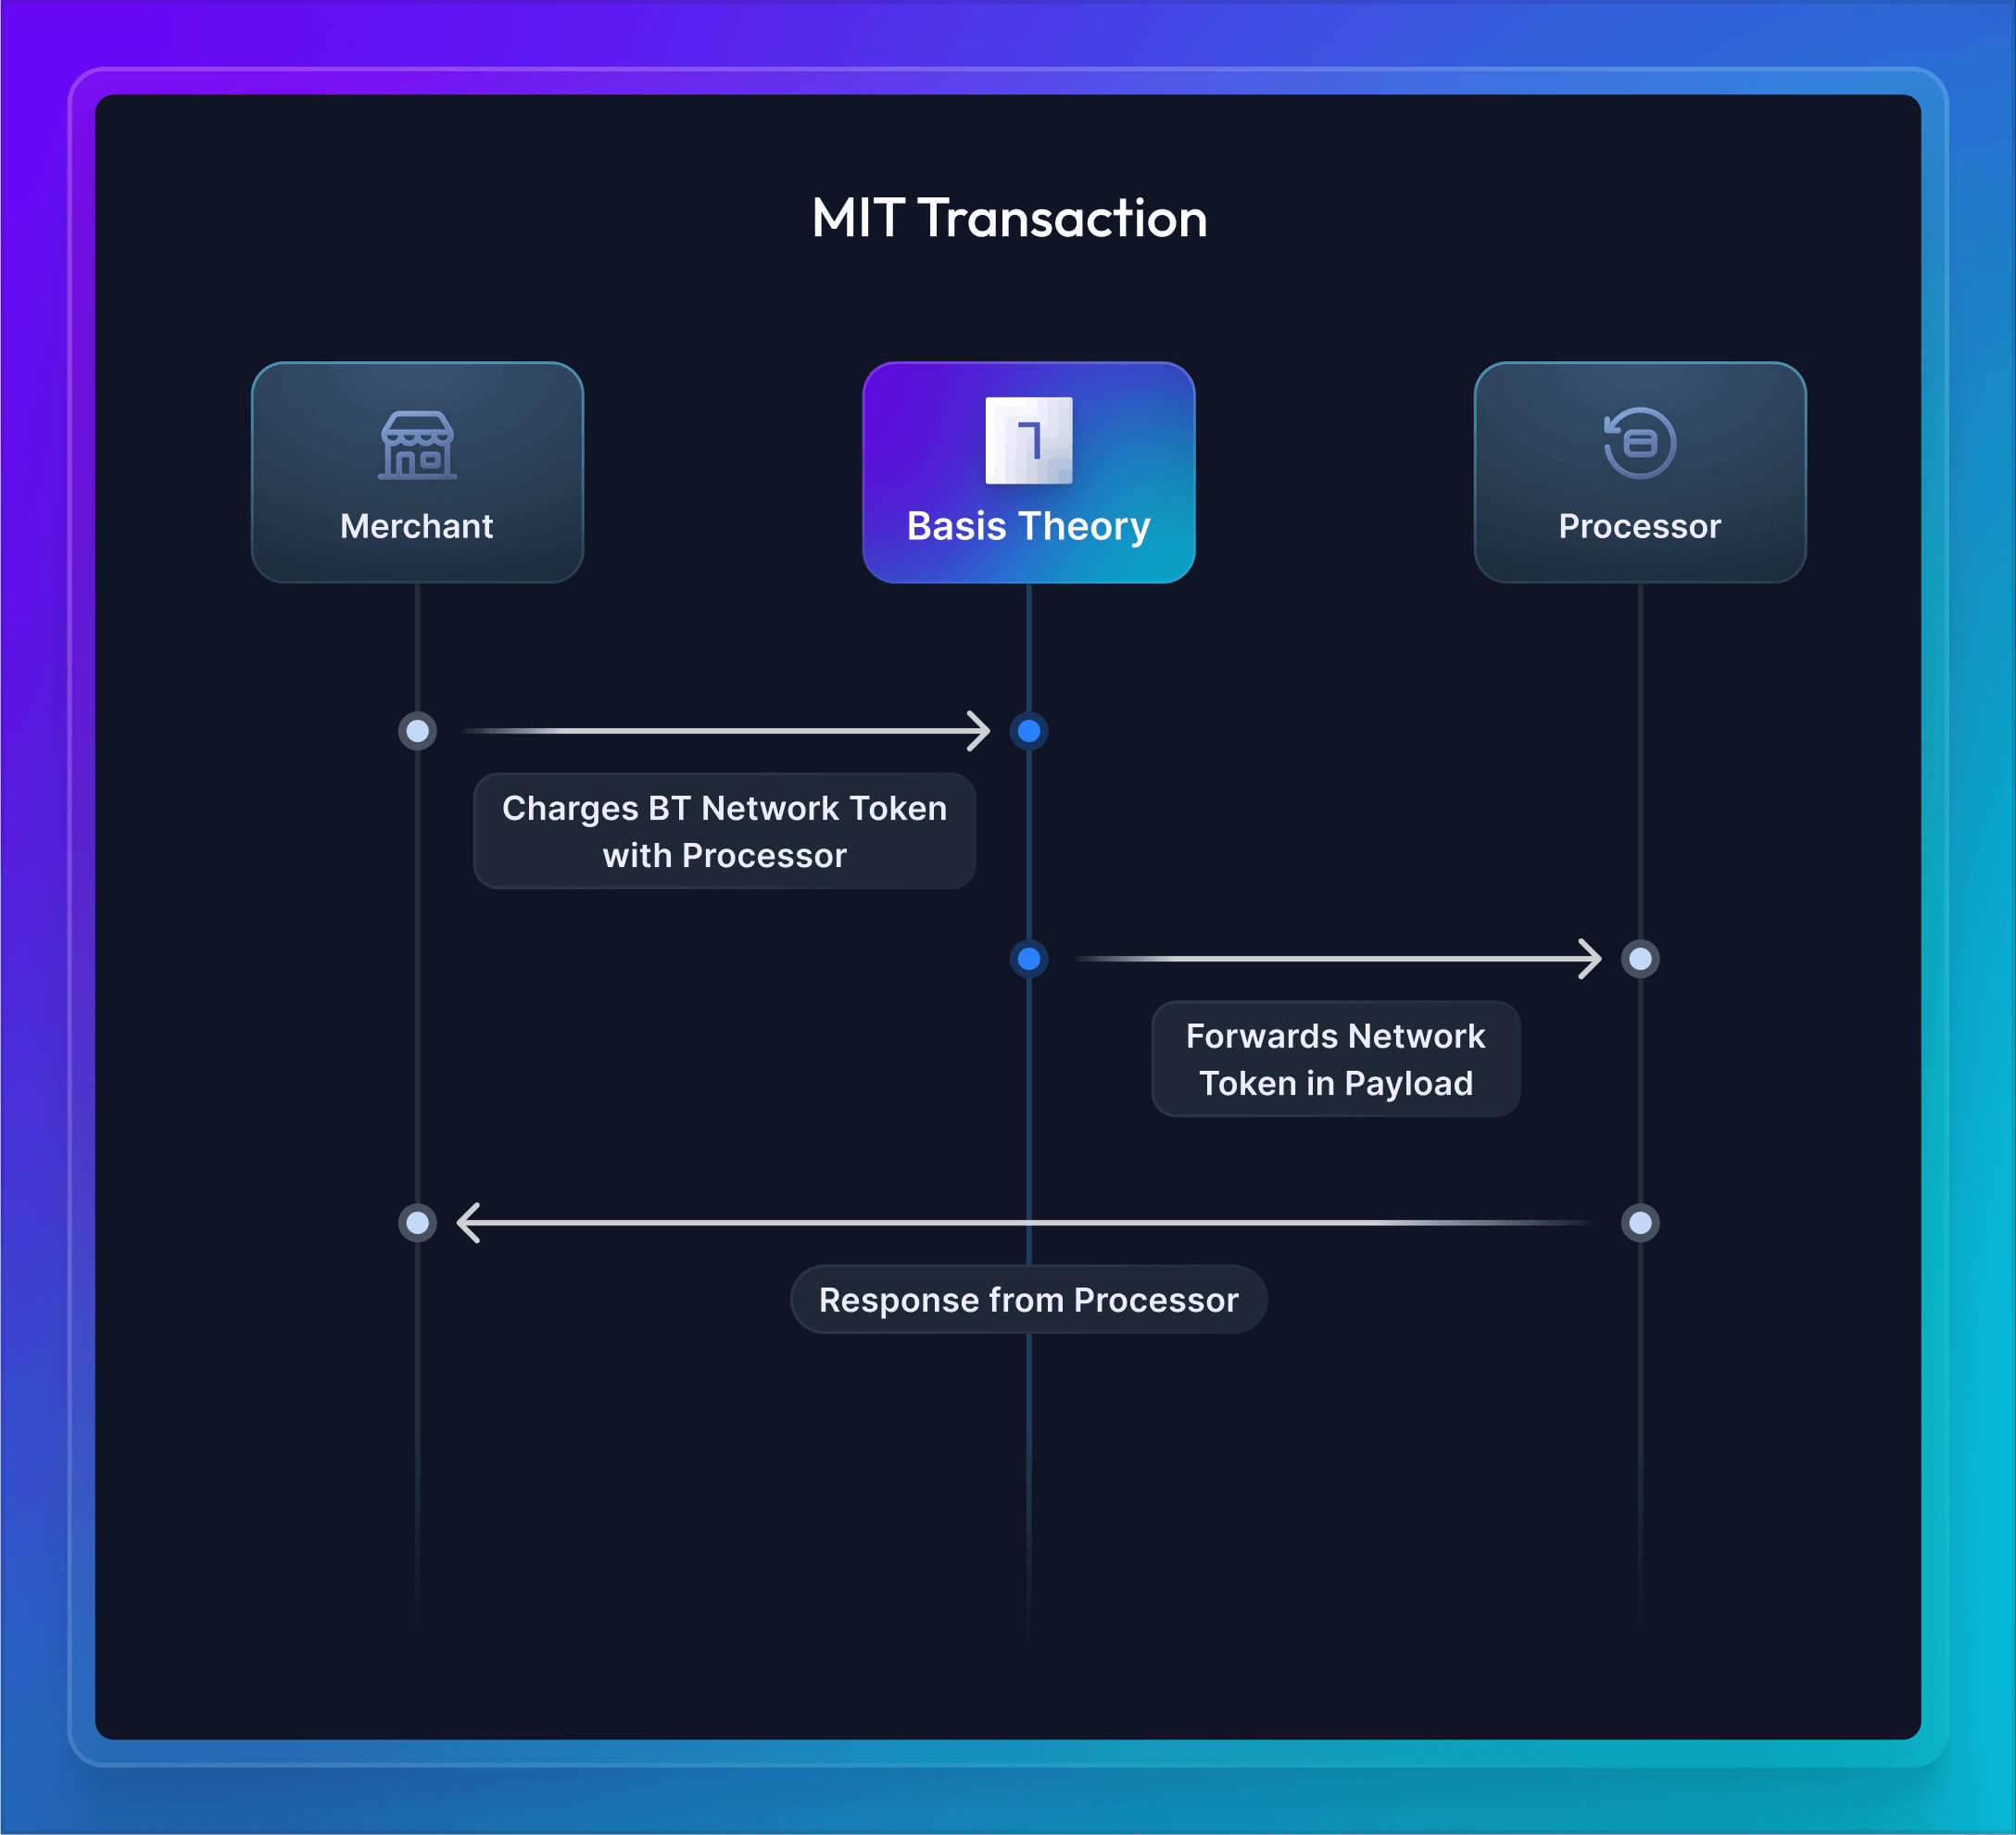 MIT Transaction
Merchant
Basis Theory
Processor
Charges BT Network Token
with Processor
Forwards Network
Token in Payload
Response from Processor